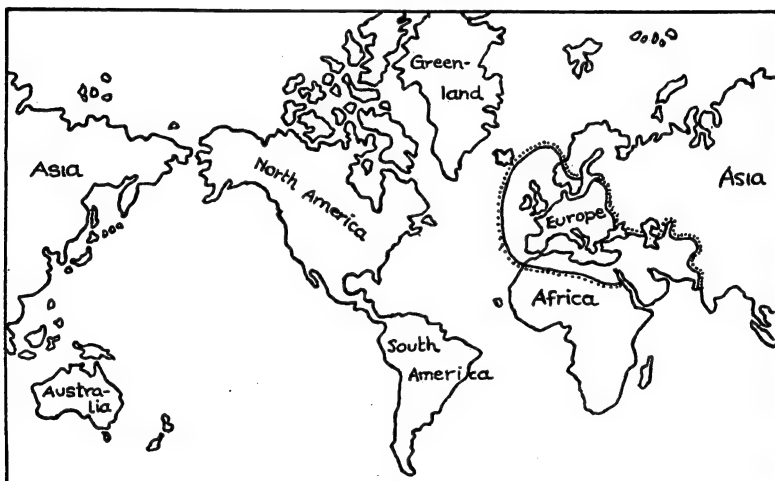 Green-
land
Asia
North America
Asia
Europe
Africa
South
America
Austra-
lia